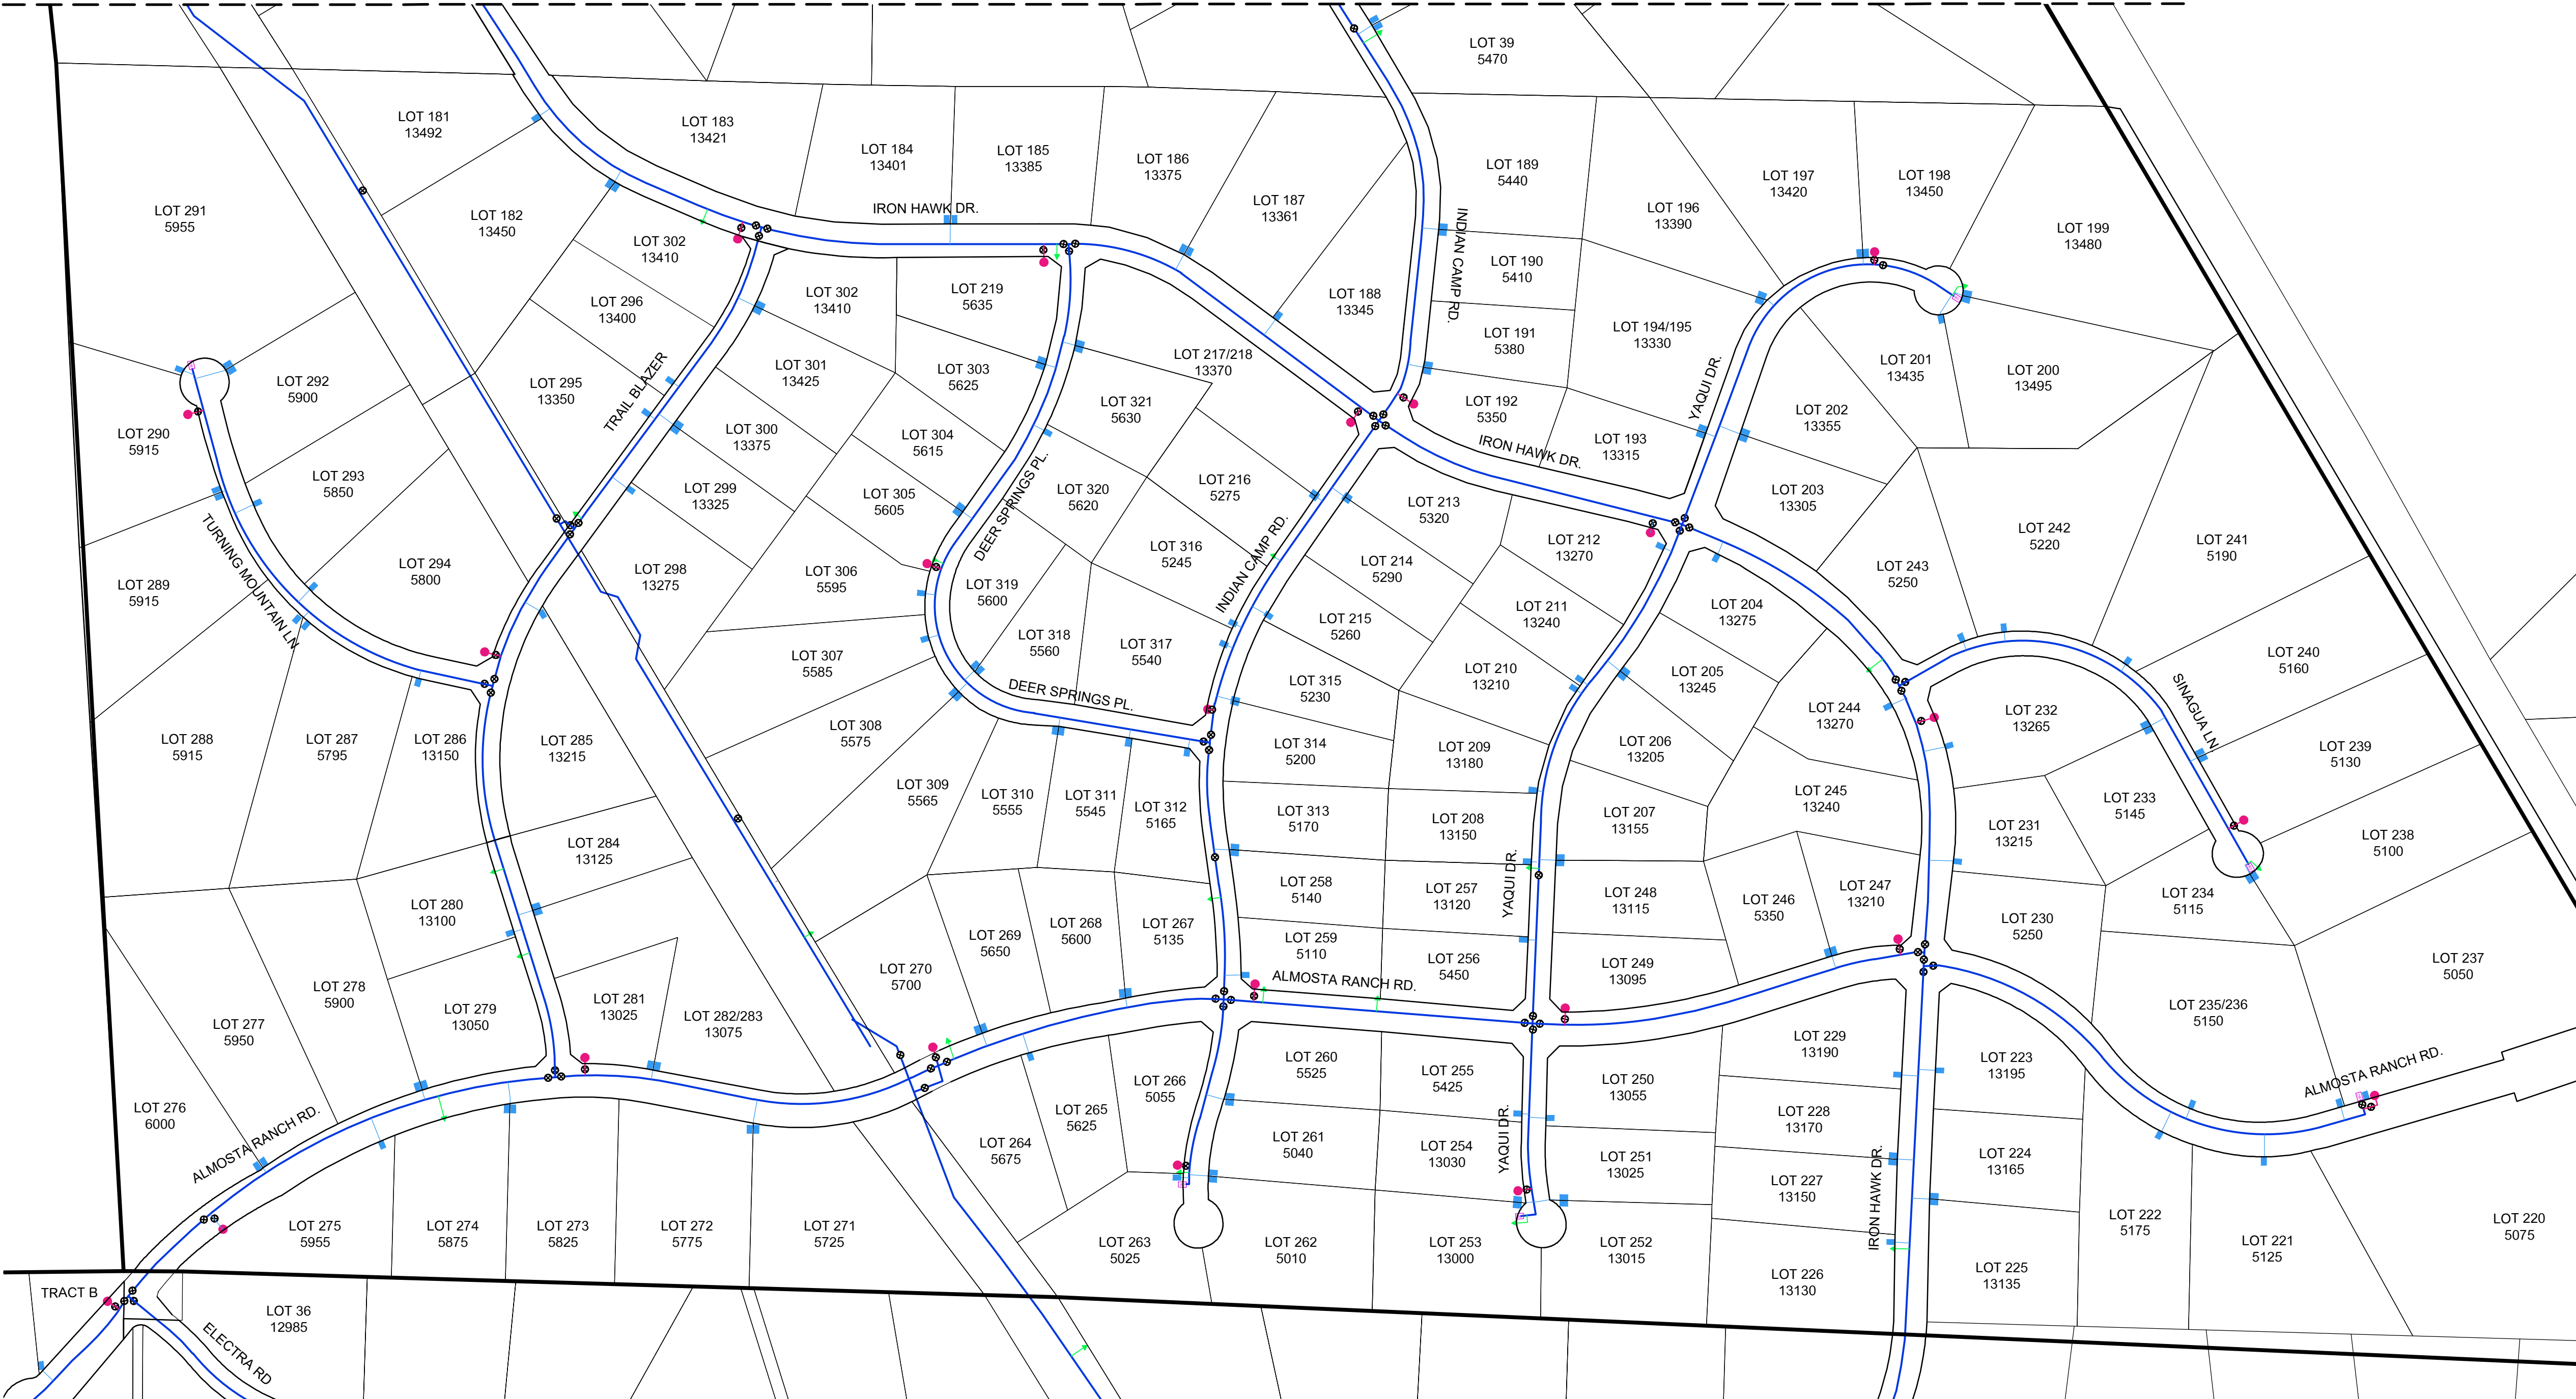 LOT 39
5470
LOT 181
13492
LOT 183
13421
LOT 184
13401
LOT 185
13385
LOT 186
13375
LOT 187
13361
LOT 189
5440
LOT 196
13390
LOT 197
13420
LOT 198
13450
LOT 199
13480
LOT 291
5955
LOT 182
13450
LOT 302
13410
IRON HAWK DR.
INDIAN CAMP RD.
LOT 190
5410
LOT 296
13400
LOT 302
13410
LOT 219
5635
LOT 188
13345
LOT 191
5380
LOT 194/195
13330
LOT 217/218
13370
LOT 201
13435
LOT 200
13495
LOT 292
5900
LOT 295
13350
TRAIL BLAZER
LOT 301
13425
LOT 303
5625
LOT 321
5630
LOT 192
5350
YAQUI DR.
LOT 202
13355
LOT 290
5915
LOT 300
13375
LOT 304
5615
IRON HAWK DR.
LOT 193
13315
LOT 293
5850
LOT 299
13325
LOT 305
5605
DEER SPRINGS PL.
LOT 320
5620
LOT 216
5275
LOT 213
5320
LOT 203
13305
LOT 242
5220
LOT 241
5190
TURNING MOUNTAIN LN
LOT 289
5915
LOT 294
5800
LOT 298
13275
LOT 306
5595
LOT 319
5600
LOT 316
5245
INDIAN CAMP RD.
LOT 214
5290
LOT 212
13270
LOT 243
5250
LOT 211
13240
LOT 204
13275
LOT 318
5560
LOT 317
5540
LOT 215
5260
LOT 307
5585
DEER SPRINGS PL.
LOT 315
5230
LOT 210
13210
LOT 205
13245
LOT 244
13270
LOT 232
13265
SINAGUA LN
LOT 240
5160
LOT 288
5915
LOT 287
5795
LOT 286
13150
LOT 285
13215
LOT 308
5575
LOT 314
5200
LOT 209
13180
LOT 206
13205
LOT 239
5130
LOT 309
5565
LOT 310
5555
LOT 311
5545
LOT 312
5165
LOT 313
5170
LOT 208
13150
LOT 207
13155
LOT 245
13240
LOT 231
13215
LOT 233
5145
LOT 238
5100
LOT 284
13125
LOT 280
13100
LOT 269
5650
LOT 268
5600
LOT 267
5135
LOT 258
5140
LOT 257
13120
YAQUI DR.
LOT 248
13115
LOT 246
5350
LOT 247
13210
LOT 230
5250
LOT 234
5115
LOT 278
5900
LOT 279
13050
LOT 281
13025
LOT 282/283
13075
LOT 270
5700
LOT 259
5110
ALMOSTA RANCH RD.
LOT 256
5450
LOT 249
13095
LOT 235/236
5150
LOT 237
5050
LOT 277
5950
LOT 276
6000
ALMOSTA RANCH RD.
LOT 266
5055
LOT 265
5625
LOT 264
5675
LOT 260
5525
LOT 255
5425
LOT 250
13055
LOT 229
13190
LOT 223
13195
ALMOSTA RANCH RD.
LOT 228
13170
LOT 261
5040
LOT 254
13030
YAQUI DR.
LOT 251
13025
LOT 227
13150
IRON HAWK DR.
LOT 224
13165
LOT 275
5955
LOT 274
5875
LOT 273
5825
LOT 272
5775
LOT 271
5725
LOT 263
5025
LOT 262
5010
LOT 253
13000
LOT 252
13015
LOT 226
13130
LOT 225
13135
LOT 222
5175
LOT 221
5125
LOT 220
5075
TRACT B
LOT 36
12985
ELECTRA RD